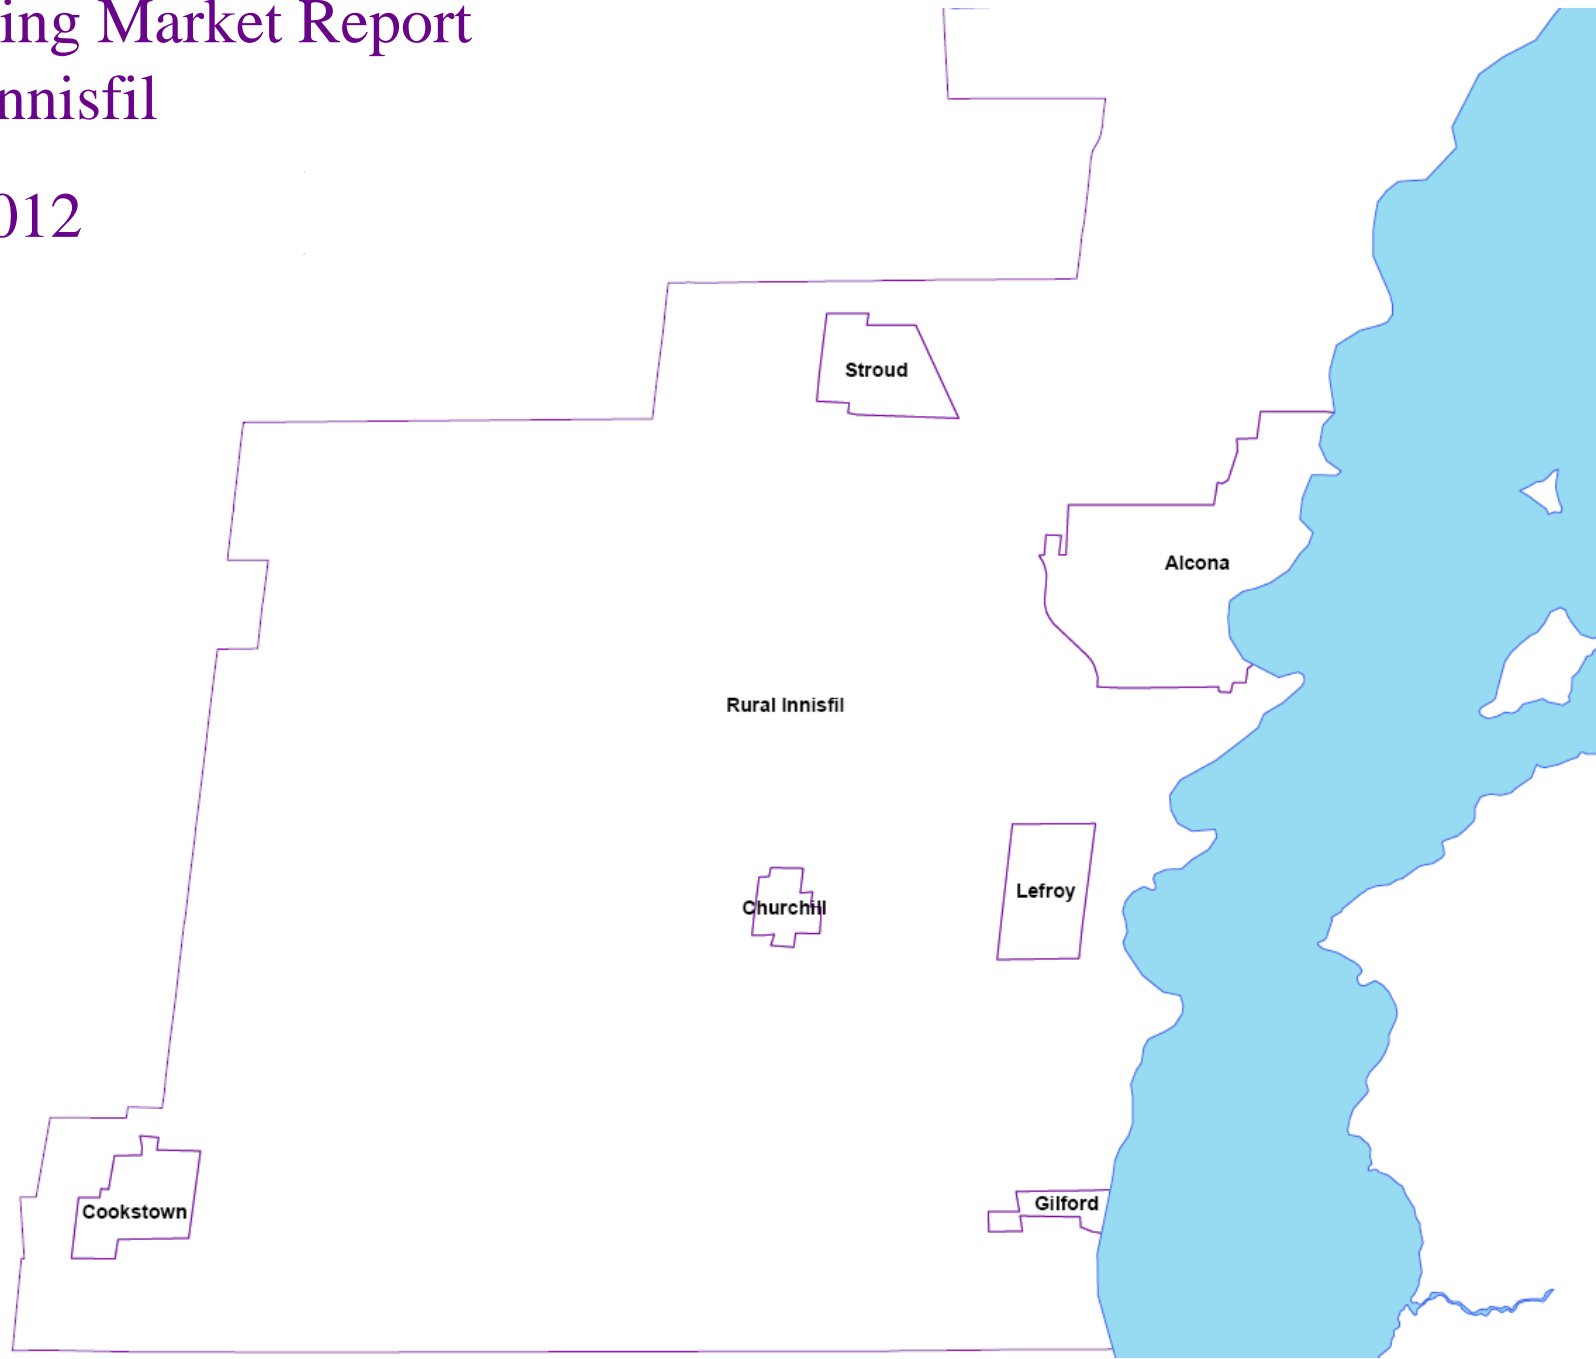 ing Market Report
nnisfil
012
Stroud
Alcona
Rural Innisfil
Lefroy
Churchill
Gilford
Cookstown